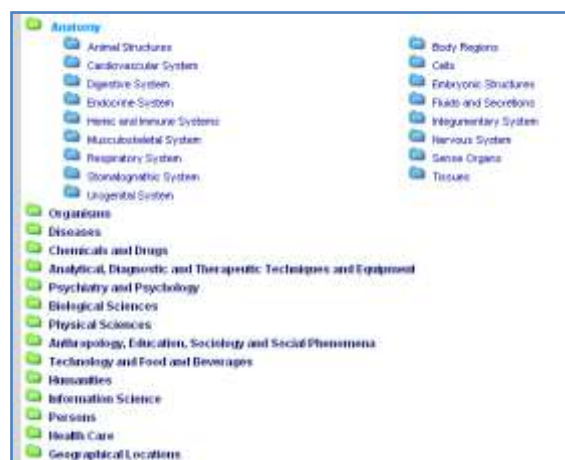 Anatomy
Animal Structures
Body Regions
Cardiovascular System
Cells
Digestive System
Embryonic Structures
Endocrine System
Fluids and Secretions
Hemic and Immune Systems
Integumentary System
Musculoskeletal System
Nervous System
Respiratory System
Sense Organs
Stomatognathic System
Tissues
Urogenital System
Organisms
Diseases
Chemicals and Drugs
Analytical, Diagnostic and Therapeutic Techniques and Equipment
Psychiatry and Psychology
Biological Sciences
Physical Sciences
Anthropology, Education, Sociology and Social Phenomena
Technology and Food and Beverages
Humanities
Information Science
Persons
Health Care
Geographical Locations